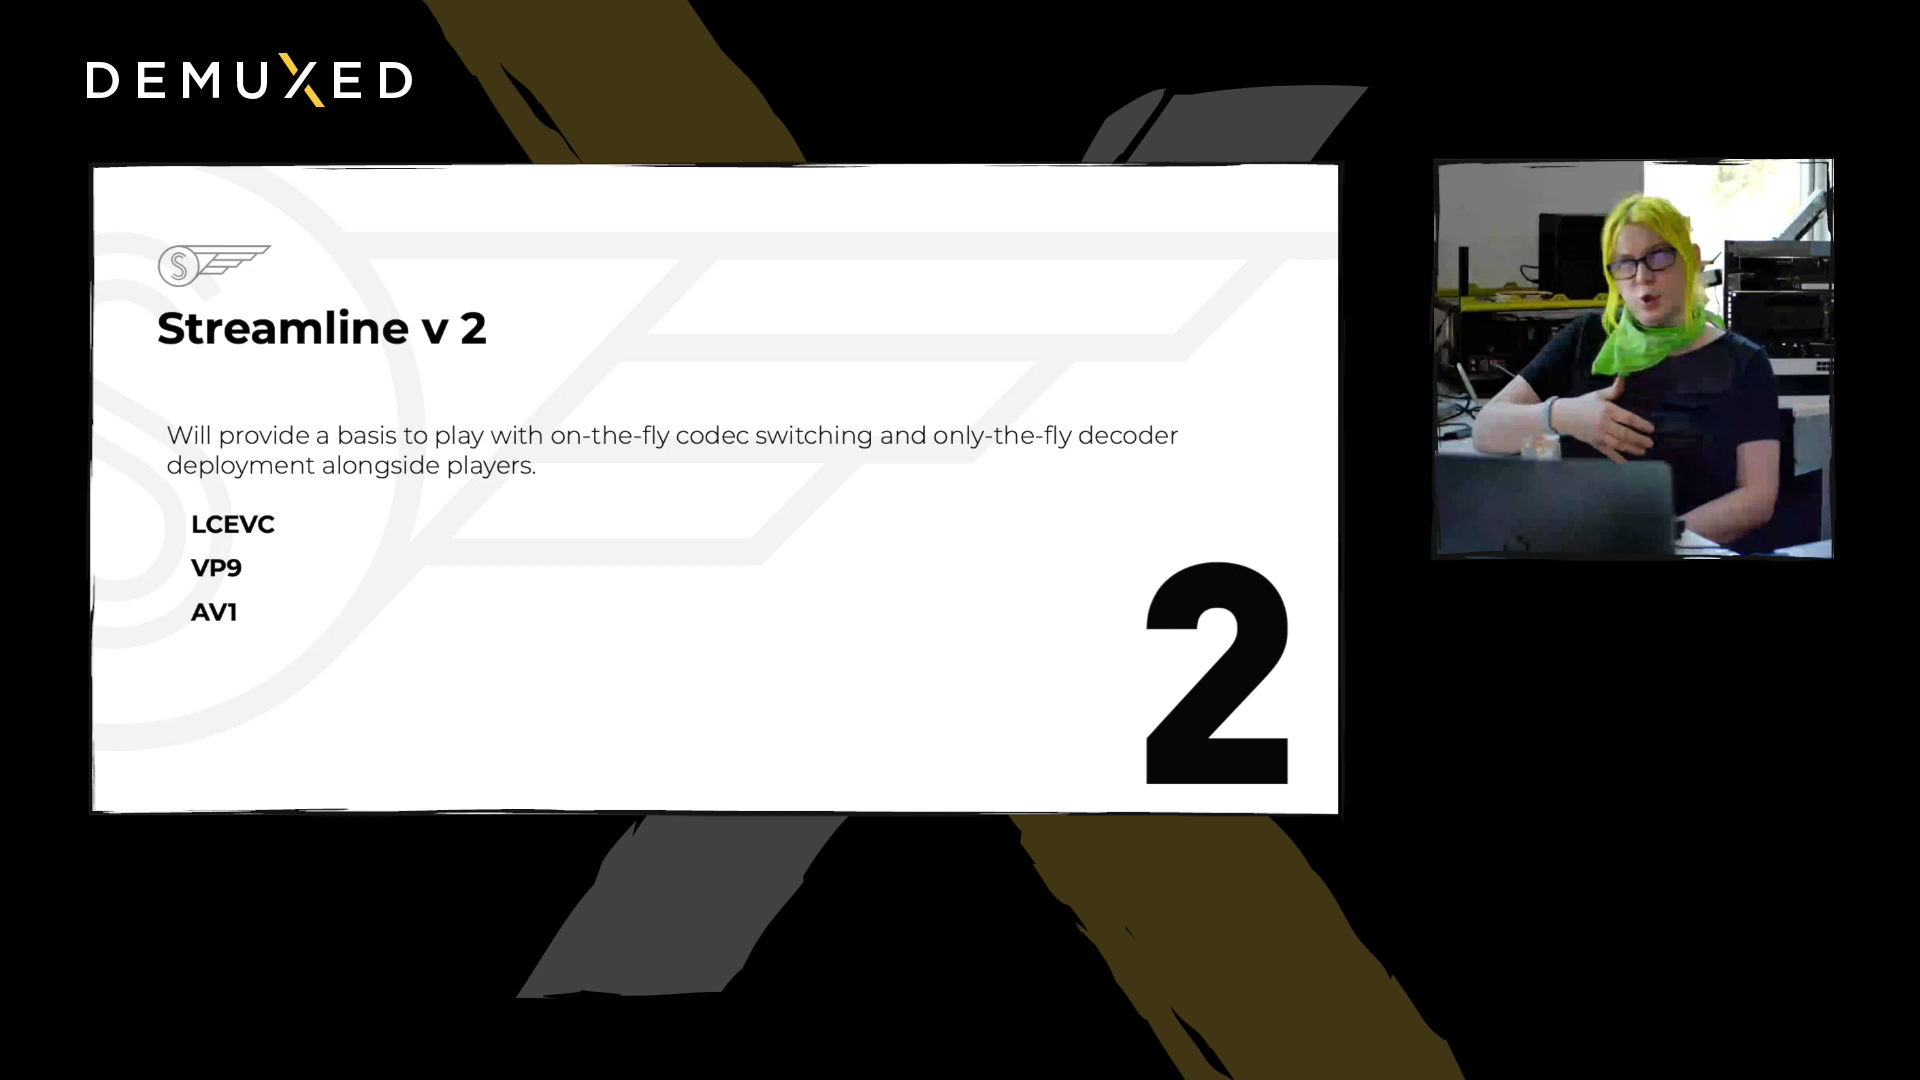 DEMUXED
S
Streamline v 2
Will provide a basis to play with on-the-fly codec switching and only-the-fly decoder
deployment alongside players.
LCEVC
VP9
AV1
2